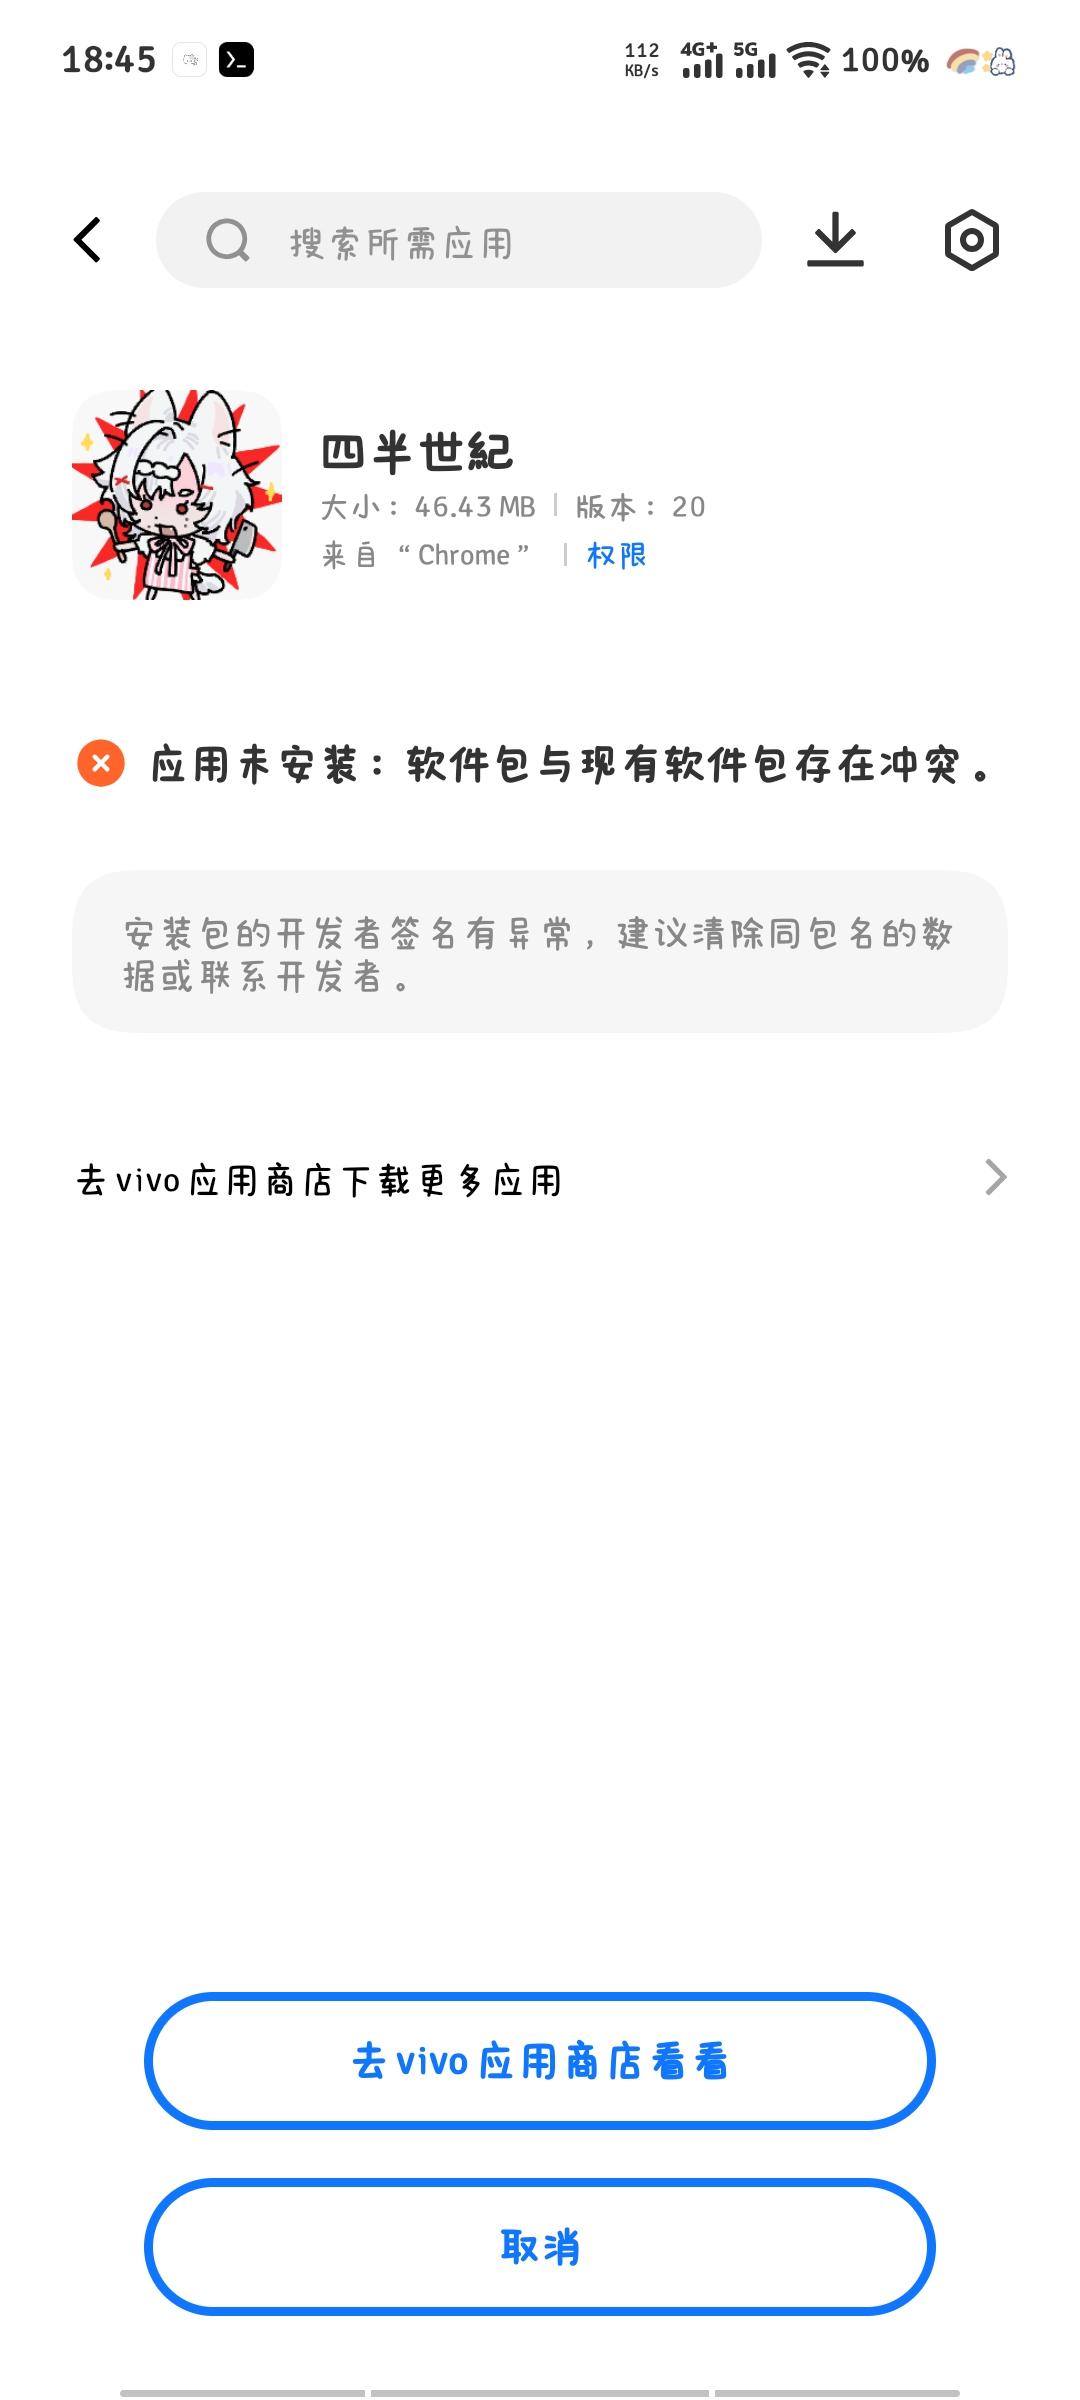 18:45
112 KB/s 4G+ 5G 100%
搜索所需应用
四半世紀
大小：46.43 MB | 版本：20
来自 “Chrome” | 权限
应用未安装：软件包与现有软件包存在冲突。
安装包的开发者签名有异常，建议清除同包名的数
据或联系开发者。
去vivo应用商店下载更多应用
去vivo应用商店看看
取消